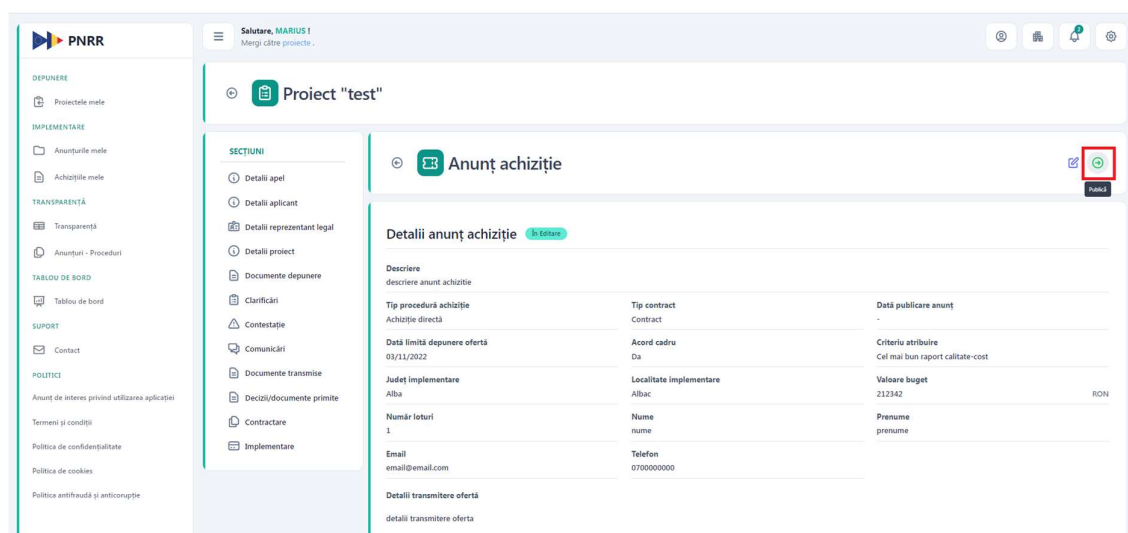 PNRR
Salutare, MARIUS !
Mergi către proiecte .
2
DEPUNERE
Proiectele mele
IMPLEMENTARE
Anunțurile mele
Achizițiile mele
TRANSPARENȚĂ
Transparență
Anunțuri - Proceduri
TABLOU DE BORD
Tablou de bord
SUPORT
Contact
POLITICI
Anunț de interes privind utilizarea aplicației
Termeni și condiții
Politica de confidențialitate
Politica de cookies
Politica antifraudă și anticorupție
Proiect "test"
SECȚIUNI
Detalii apel
Detalii aplicant
Detalii reprezentant legal
Detalii proiect
Documente depunere
Clarificări
Contestație
Comunicări
Documente transmise
Decizii/documente primite
Contractare
Implementare
Anunț achiziție
Publică
Detalii anunț achiziție În Editare
Descriere
descriere anunt achizitie
Tip procedură achiziție Tip contract Dată publicare anunț
Achiziție directă Contract -
Dată limită depunere ofertă Acord cadru Criteriu atribuire
03/11/2022 Da Cel mai bun raport calitate-cost
Județ implementare Localitate implementare Valoare buget
Alba Albac 212342 RON
Număr loturi Nume Prenume
1 nume prenume
Email Telefon
email@email.com 0700000000
Detalii transmitere ofertă
detalii transmitere oferta